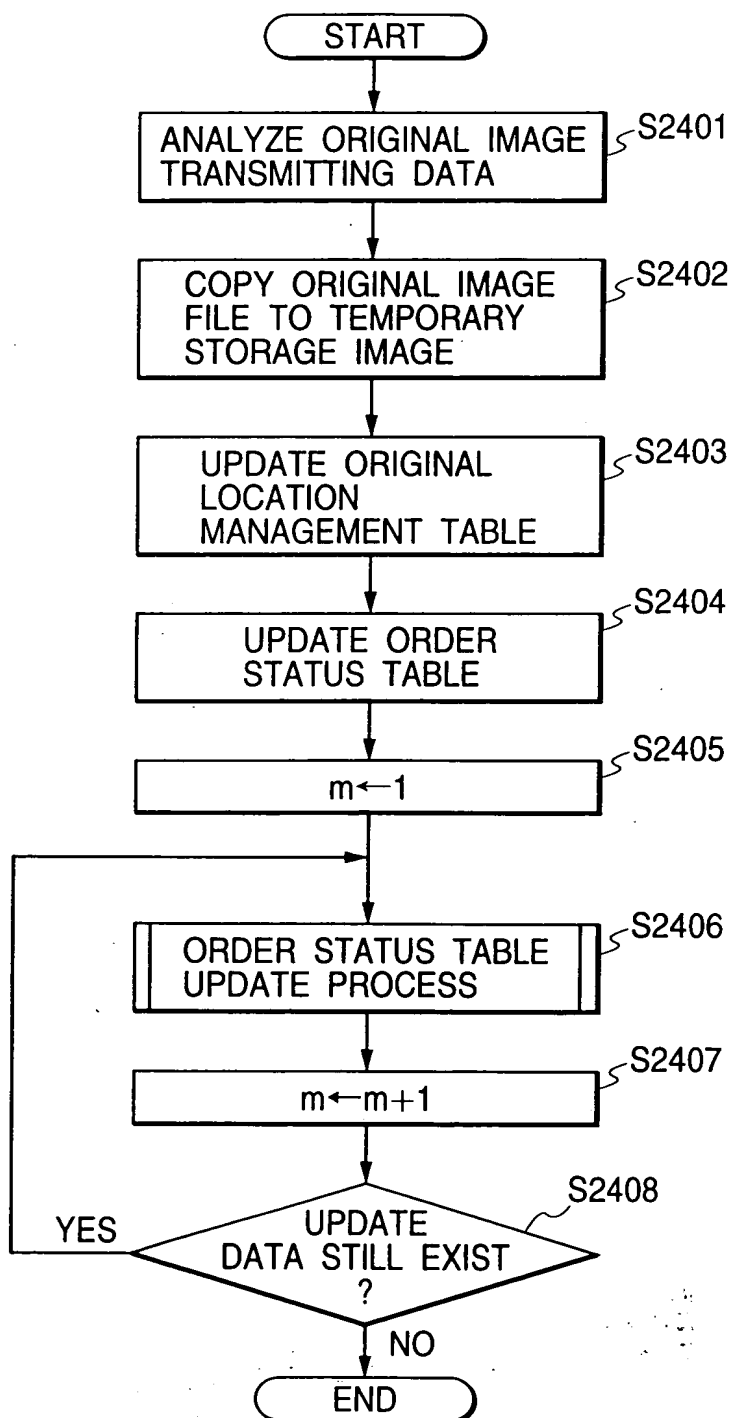 START
ANALYZE ORIGINAL IMAGE
TRANSMITTING DATA
S2401
COPY ORIGINAL IMAGE
FILE TO TEMPORARY
STORAGE IMAGE
S2402
UPDATE ORIGINAL
LOCATION
MANAGEMENT TABLE
S2403
UPDATE ORDER
STATUS TABLE
S2404
m←1
S2405
ORDER STATUS TABLE
UPDATE PROCESS
S2406
m←m+1
S2407
UPDATE
DATA STILL EXIST
?
S2408
YES
NO
END